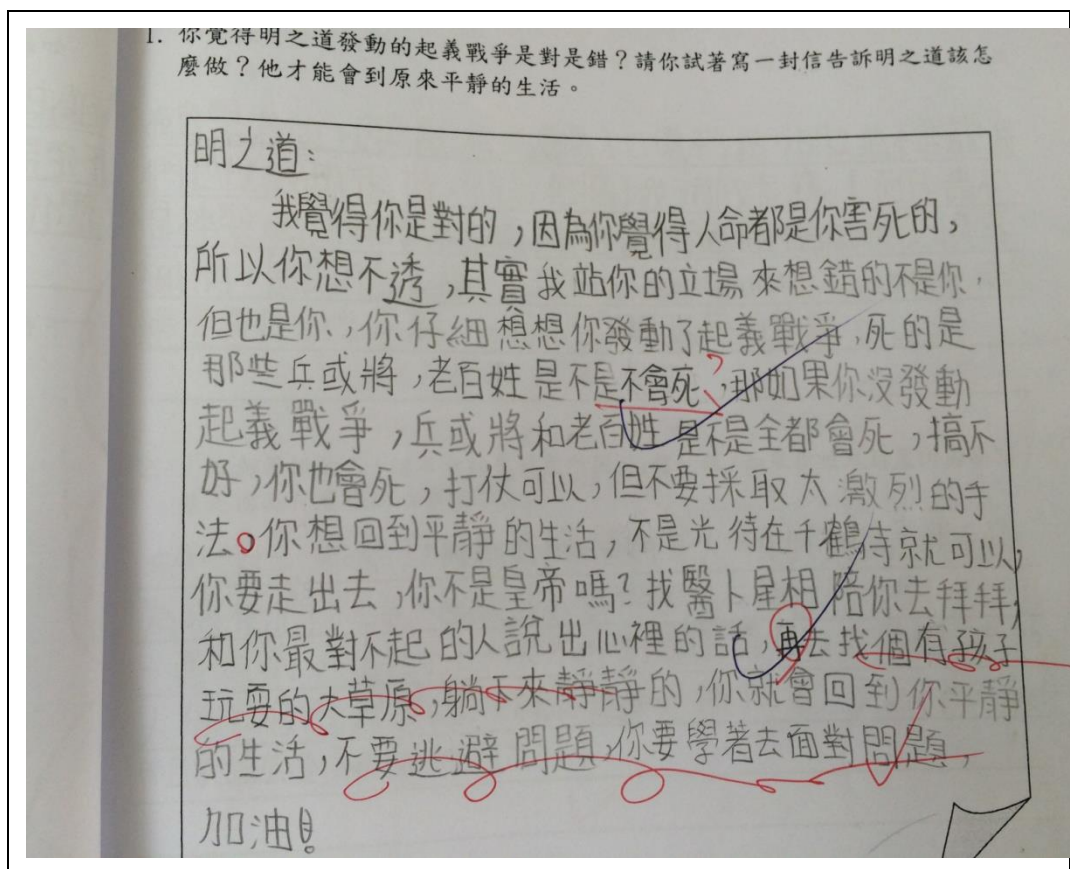 1. 你覺得明之道發動的起義戰爭是對是錯？請你試著寫一封信告訴明之道該怎
麼做？他才能會到原來平靜的生活。
明之道：
我覺得你是對的，因為你覺得人命都是你害死的，
所以你想不透，其實我站你的立場來想錯的不是你，
但也是你，你仔細想想你發動了起義戰爭，死的是
那些兵或將，老百姓是不是不會死？，那如果你沒發動
起義戰爭，兵或將和老百姓是不是全都會死，搞不
好，你也會死，打仗可以，但不要採取太激烈的手
法。你想回到平靜的生活，不是光待在千鶴寺就可以，
你要走出去，你不是皇帝嗎？找醫卜星相陪你去拜拜，
和你最對不起的人說出心裡的話，再去找個有孩子
玩耍的大草原，躺下來靜靜的，你就會回到你平靜
的生活，不要逃避問題，你要學著去面對問題，
加油！